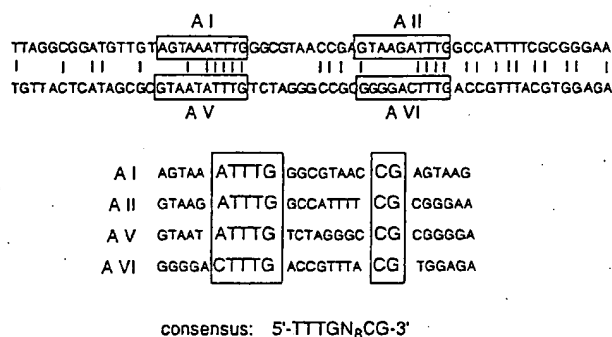 A I A II
TTAGGCGGATGTTGTAGTAAATTTGGGCGTAACCGAGTAAGATTTGGCCATTTTCGCGGGAA
TGTTACTCATAGCGCGTAATATTTGTCTAGGGCCGCGGGGACTTTGACCGTTTACGTGGAGA
A V A VI
A I AGTAA ATTTG GGCGTAAC CG AGTAAG
A II GTAAG ATTTG GCCATTTT CG CGGGAA
A V GTAAT ATTTG TCTAGGGC CG CGGGGA
A VI GGGGA CTTTG ACCGTTTA CG TGGAGA
consensus: 5'-TTTGN8CG-3'